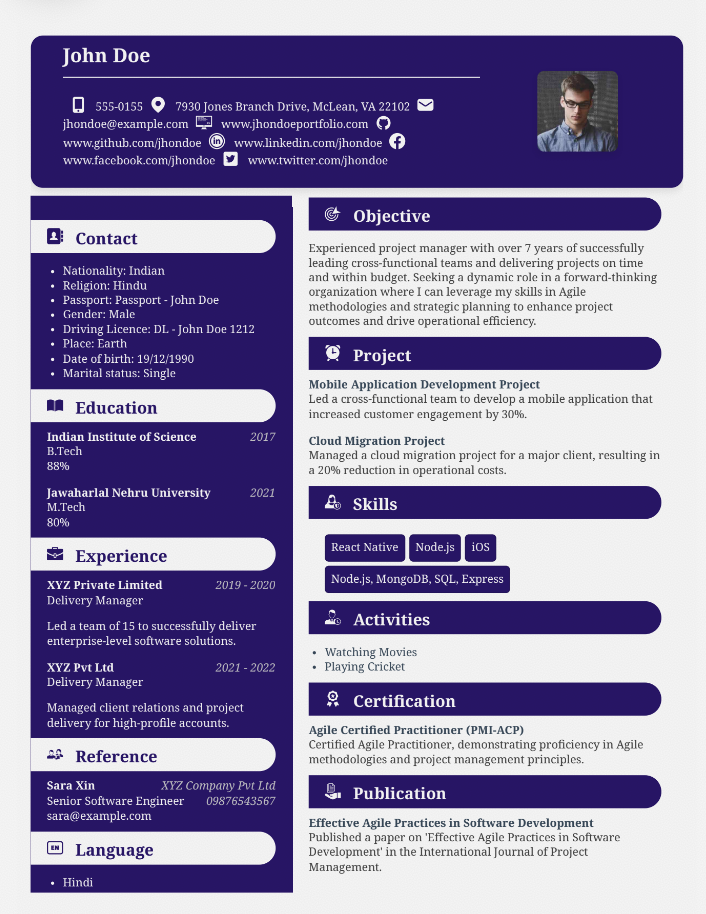 John Doe
555-0155 7930 Jones Branch Drive, McLean, VA 22102
jhondoe@example.com www.jhondoeportfolio.com
www.github.com/jhondoe www.linkedin.com/jhondoe
www.facebook.com/jhondoe www.twitter.com/jhondoe
Contact
• Nationality: Indian
• Religion: Hindu
• Passport: Passport - John Doe
• Gender: Male
• Driving Licence: DL - John Doe 1212
• Place: Earth
• Date of birth: 19/12/1990
• Marital status: Single
Education
Indian Institute of Science 2017
B.Tech
88%
Jawaharlal Nehru University 2021
M.Tech
80%
Experience
XYZ Private Limited 2019 - 2020
Delivery Manager
Led a team of 15 to successfully deliver
enterprise-level software solutions.
XYZ Pvt Ltd 2021 - 2022
Delivery Manager
Managed client relations and project
delivery for high-profile accounts.
Reference
Sara Xin XYZ Company Pvt Ltd
Senior Software Engineer 09876543567
sara@example.com
EN Language
• Hindi
Objective
Experienced project manager with over 7 years of successfully
leading cross-functional teams and delivering projects on time
and within budget. Seeking a dynamic role in a forward-thinking
organization where I can leverage my skills in Agile
methodologies and strategic planning to enhance project
outcomes and drive operational efficiency.
Project
Mobile Application Development Project
Led a cross-functional team to develop a mobile application that
increased customer engagement by 30%.
Cloud Migration Project
Managed a cloud migration project for a major client, resulting in
a 20% reduction in operational costs.
Skills
React Native Node.js iOS
Node.js, MongoDB, SQL, Express
Activities
• Watching Movies
• Playing Cricket
Certification
Agile Certified Practitioner (PMI-ACP)
Certified Agile Practitioner, demonstrating proficiency in Agile
methodologies and project management principles.
Publication
Effective Agile Practices in Software Development
Published a paper on 'Effective Agile Practices in Software
Development' in the International Journal of Project
Management.